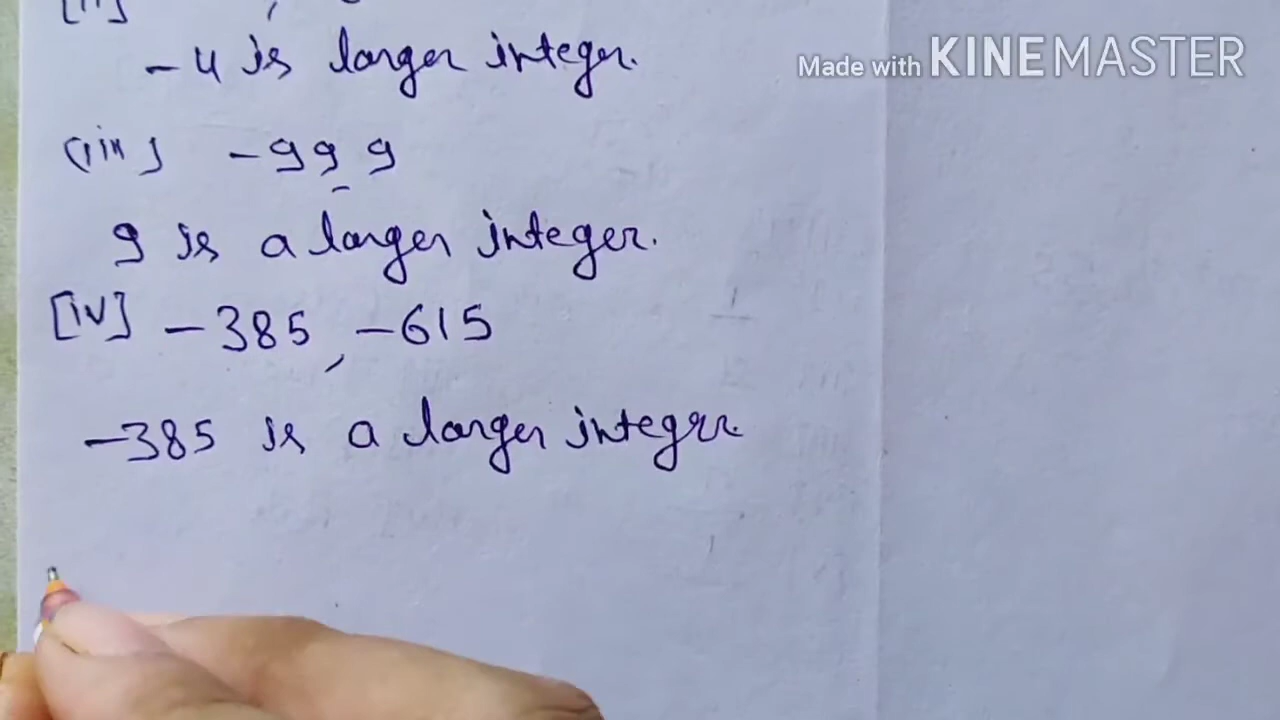 Made with KINEMASTER
[ii] ,
-4 is larger integer.
(iii) -99, 9
9 is a larger integer.
[iv] -385, -615
-385 is a larger integer.